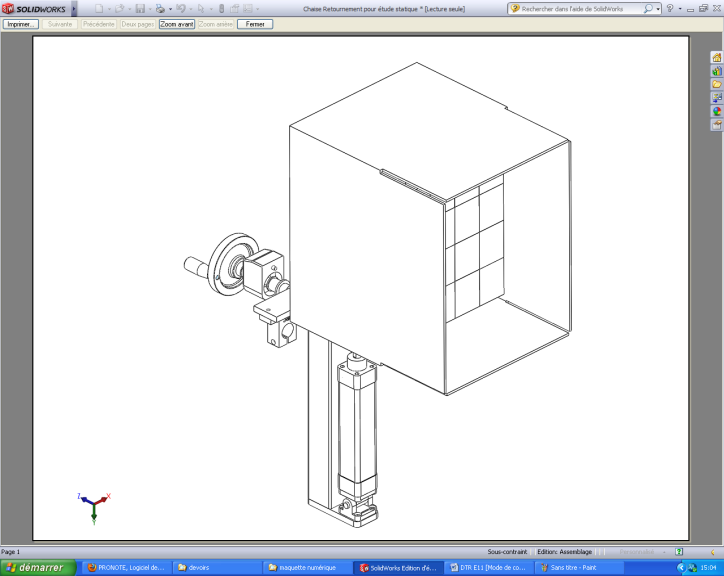 SOLIDWORKS Chaise Retournement pour étude statique * [Lecture seule] Rechercher dans l'aide de SolidWorks
Imprimer... Suivante Précédente Deux pages Zoom avant Zoom arrière Fermer
Z X Y
Page 1 Sous-contraint Edition: Assemblage Personnalisé
démarrer PRONOTE, Logiciel de... devoirs maquette numérique SolidWorks Edition d'é... DTR E11 [Mode de co... Sans titre - Paint 15:04